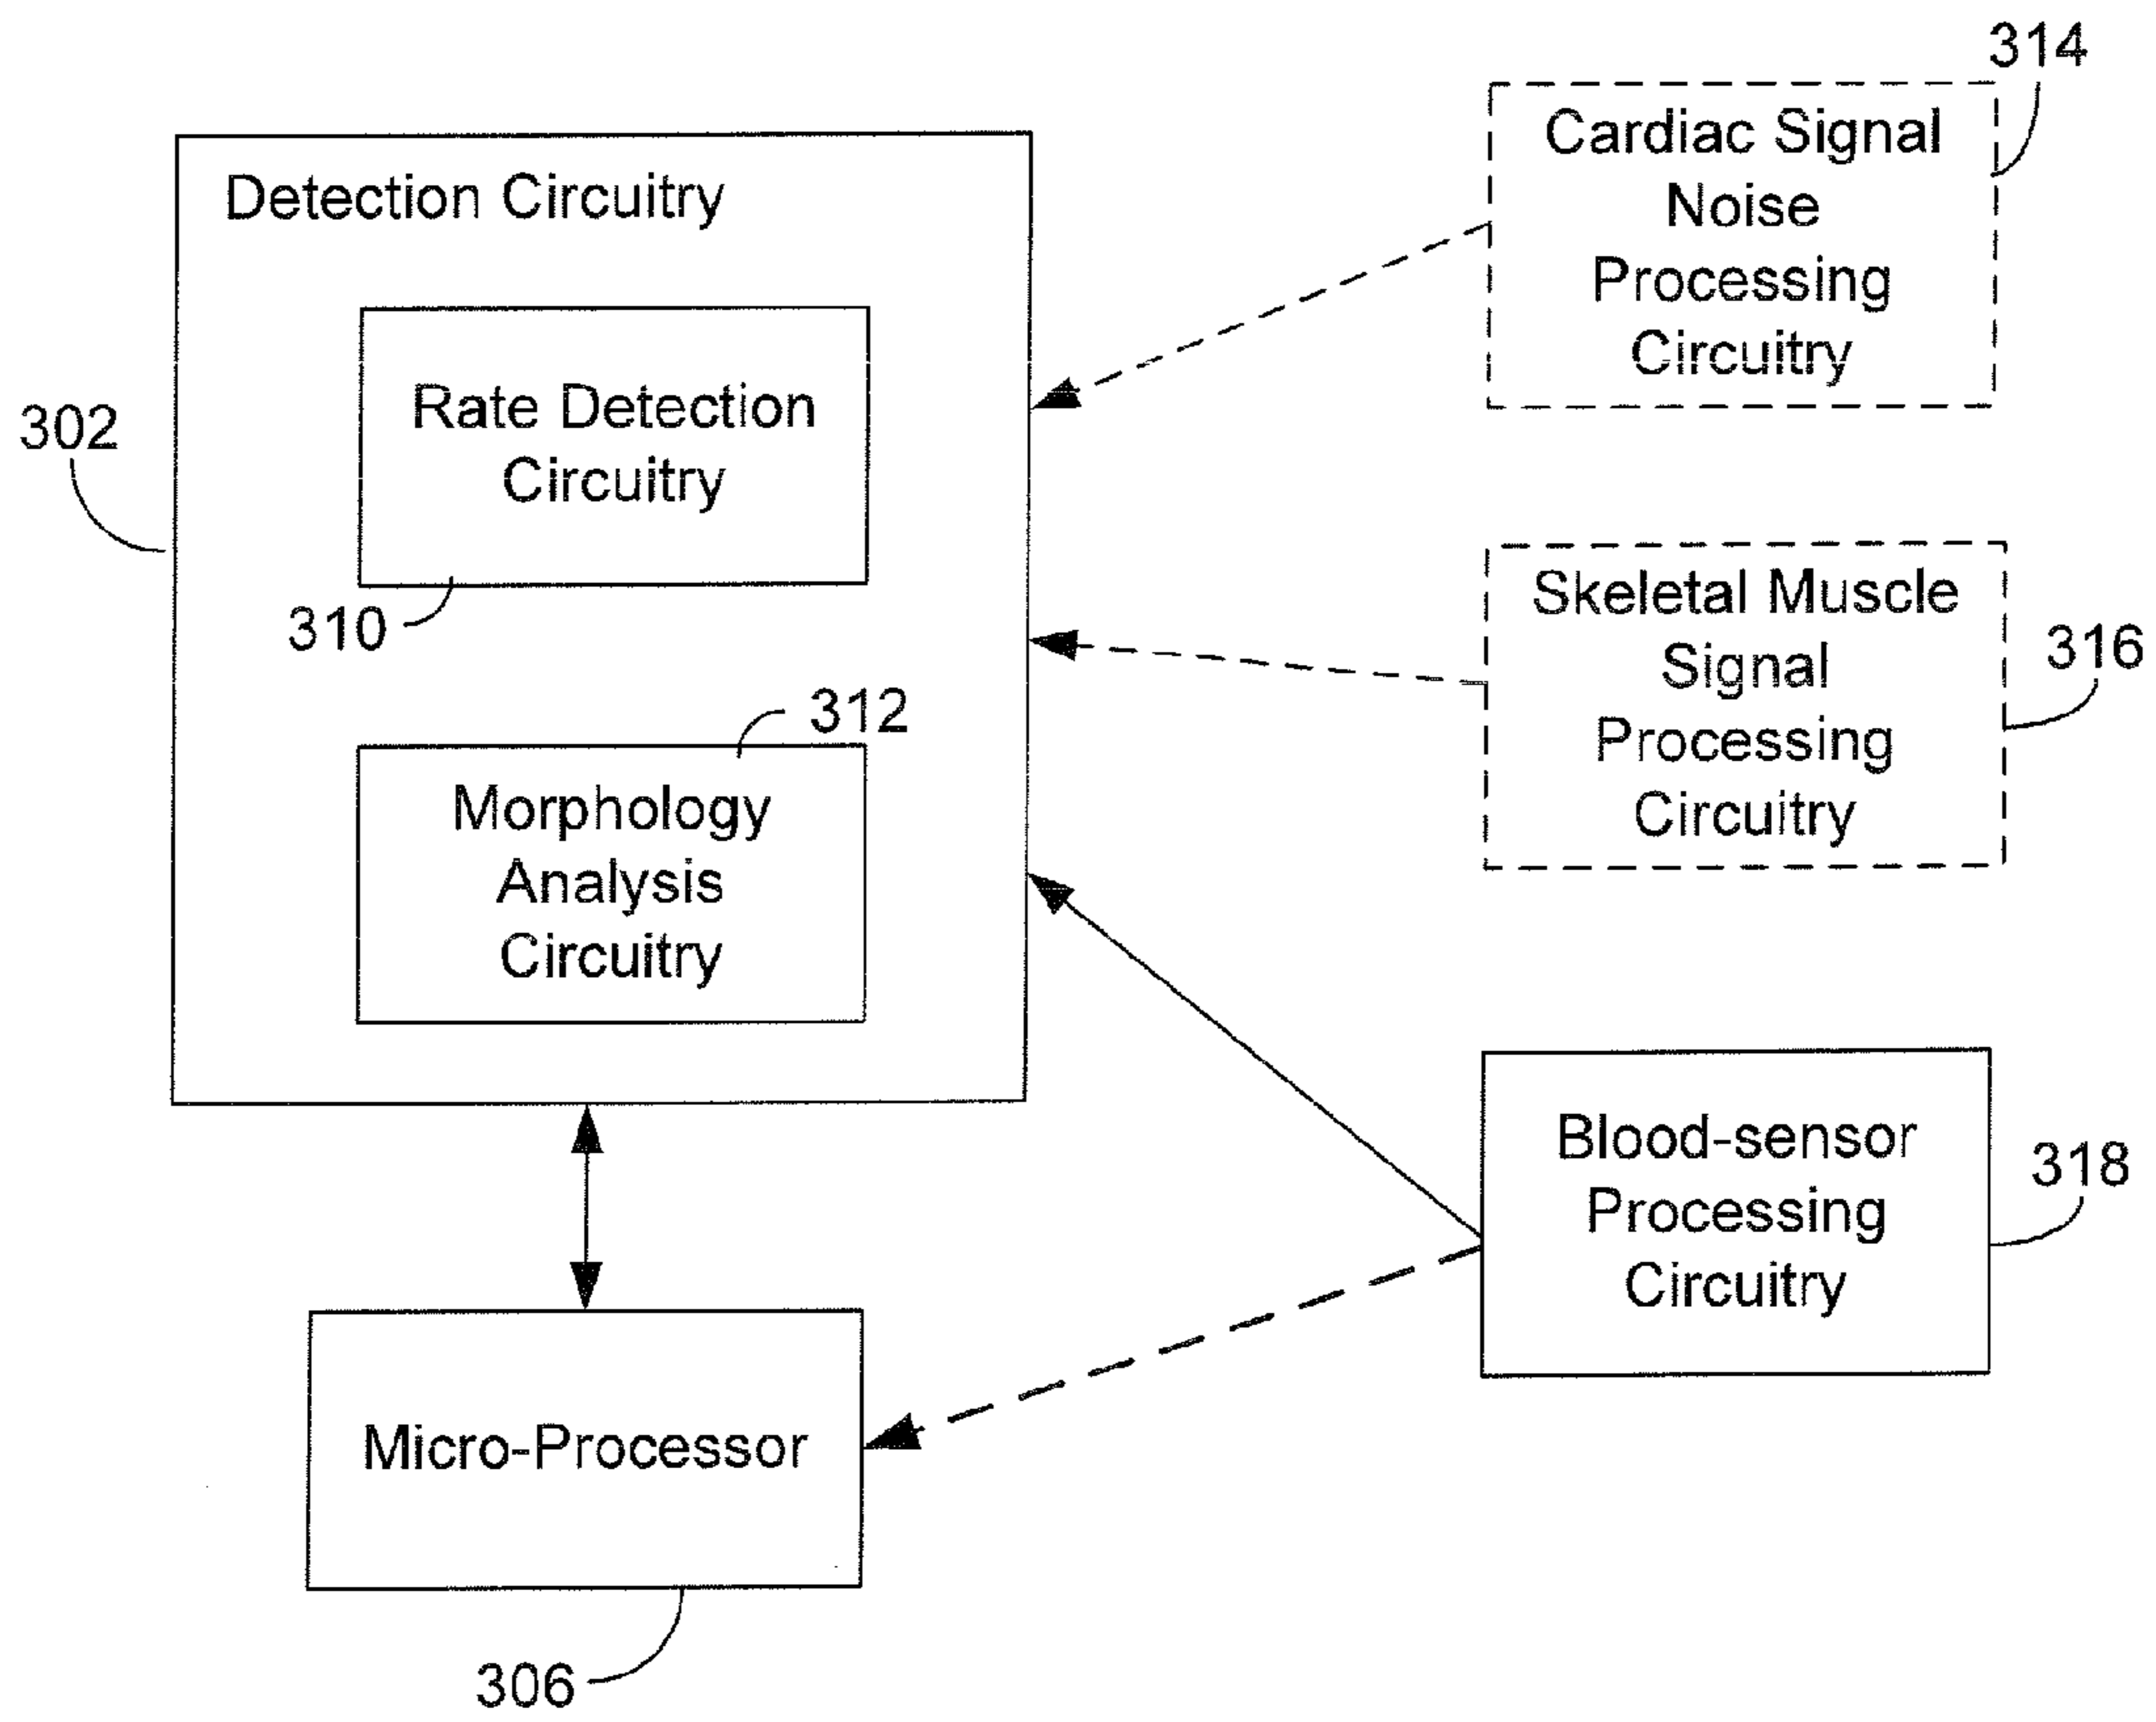 314
Cardiac Signal
Noise
Processing
Circuitry
Detection Circuitry
302
Rate Detection
Circuitry
310
Skeletal Muscle
Signal
Processing
Circuitry
316
312
Morphology
Analysis
Circuitry
Blood-sensor
Processing
Circuitry
318
Micro-Processor
306